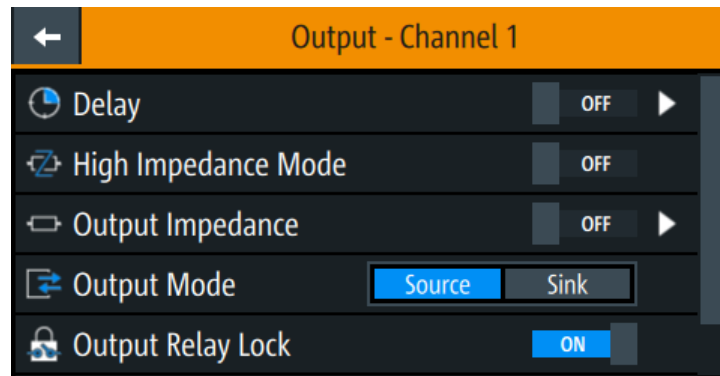 Output - Channel 1
Delay OFF
High Impedance Mode OFF
Output Impedance OFF
Output Mode Source Sink
Output Relay Lock ON